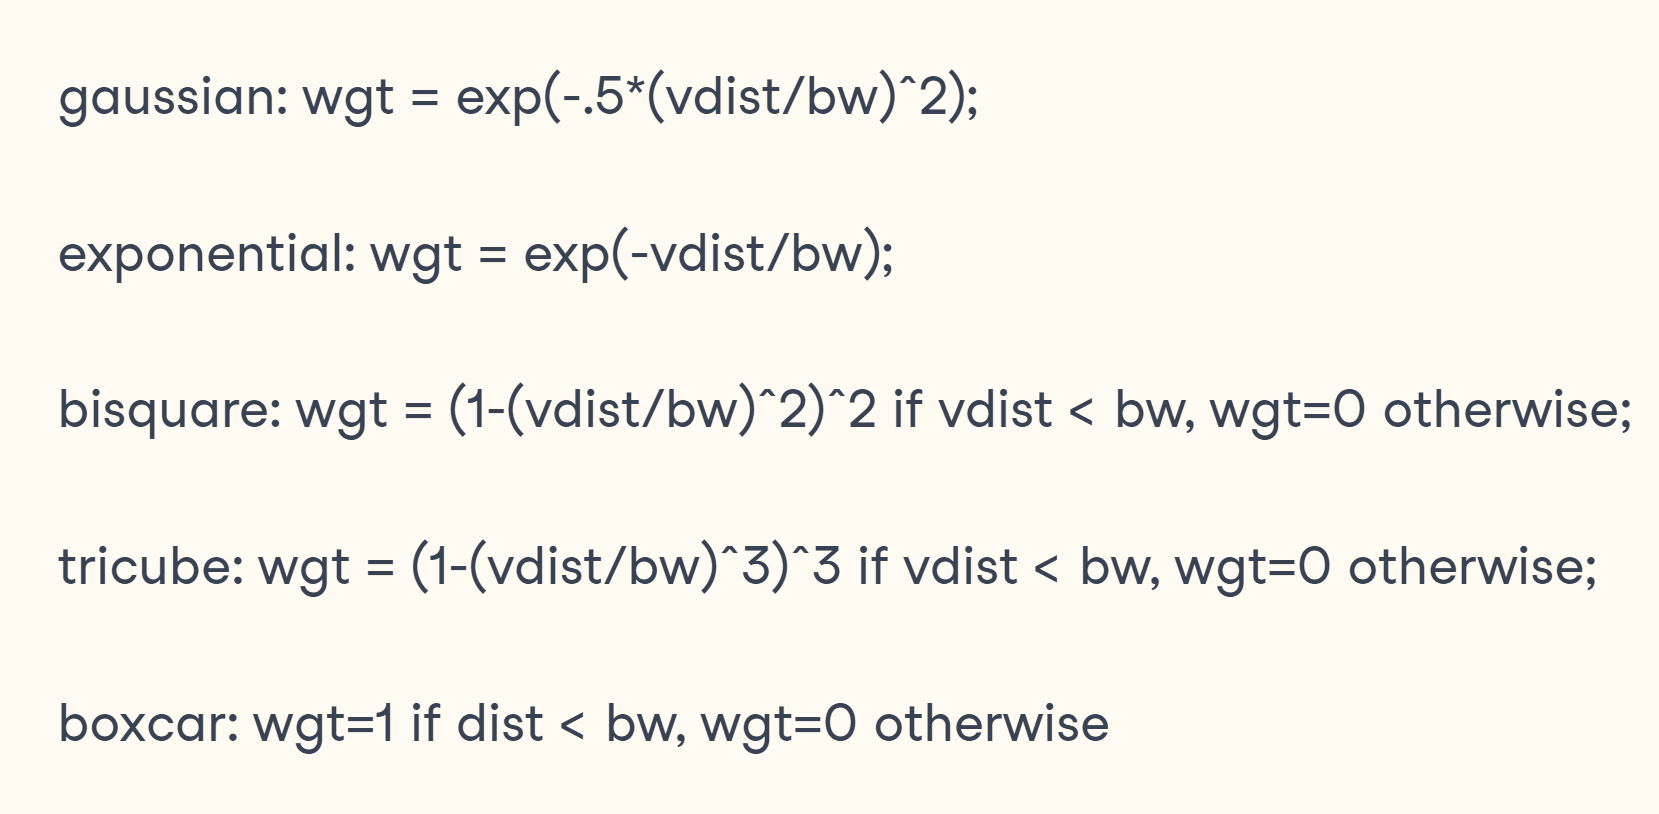 gaussian: wgt = exp(-.5*(vdist/bw)^2);
exponential: wgt = exp(-vdist/bw);
bisquare: wgt = (1-(vdist/bw)^2)^2 if vdist < bw, wgt=0 otherwise;
tricube: wgt = (1-(vdist/bw)^3)^3 if vdist < bw, wgt=0 otherwise;
boxcar: wgt=1 if dist < bw, wgt=0 otherwise